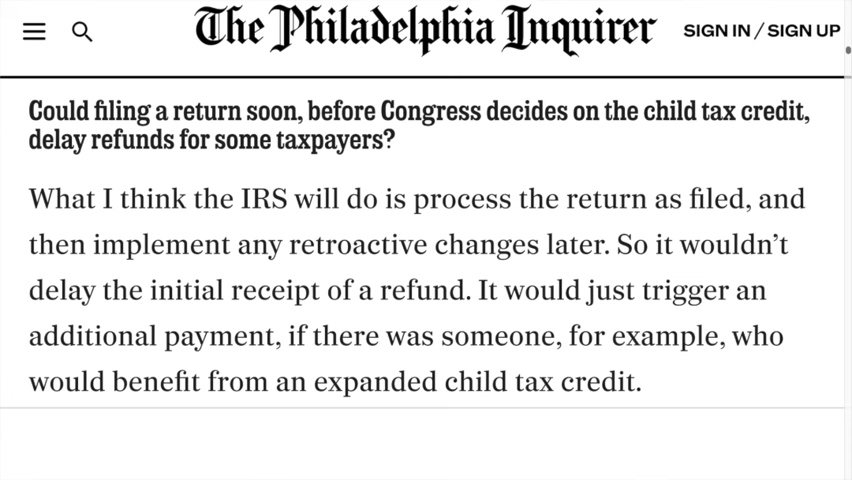 The Philadelphia Inquirer
SIGN IN / SIGN UP
Could filing a return soon, before Congress decides on the child tax credit,
delay refunds for some taxpayers?
What I think the IRS will do is process the return as filed, and
then implement any retroactive changes later. So it wouldn’t
delay the initial receipt of a refund. It would just trigger an
additional payment, if there was someone, for example, who
would benefit from an expanded child tax credit.